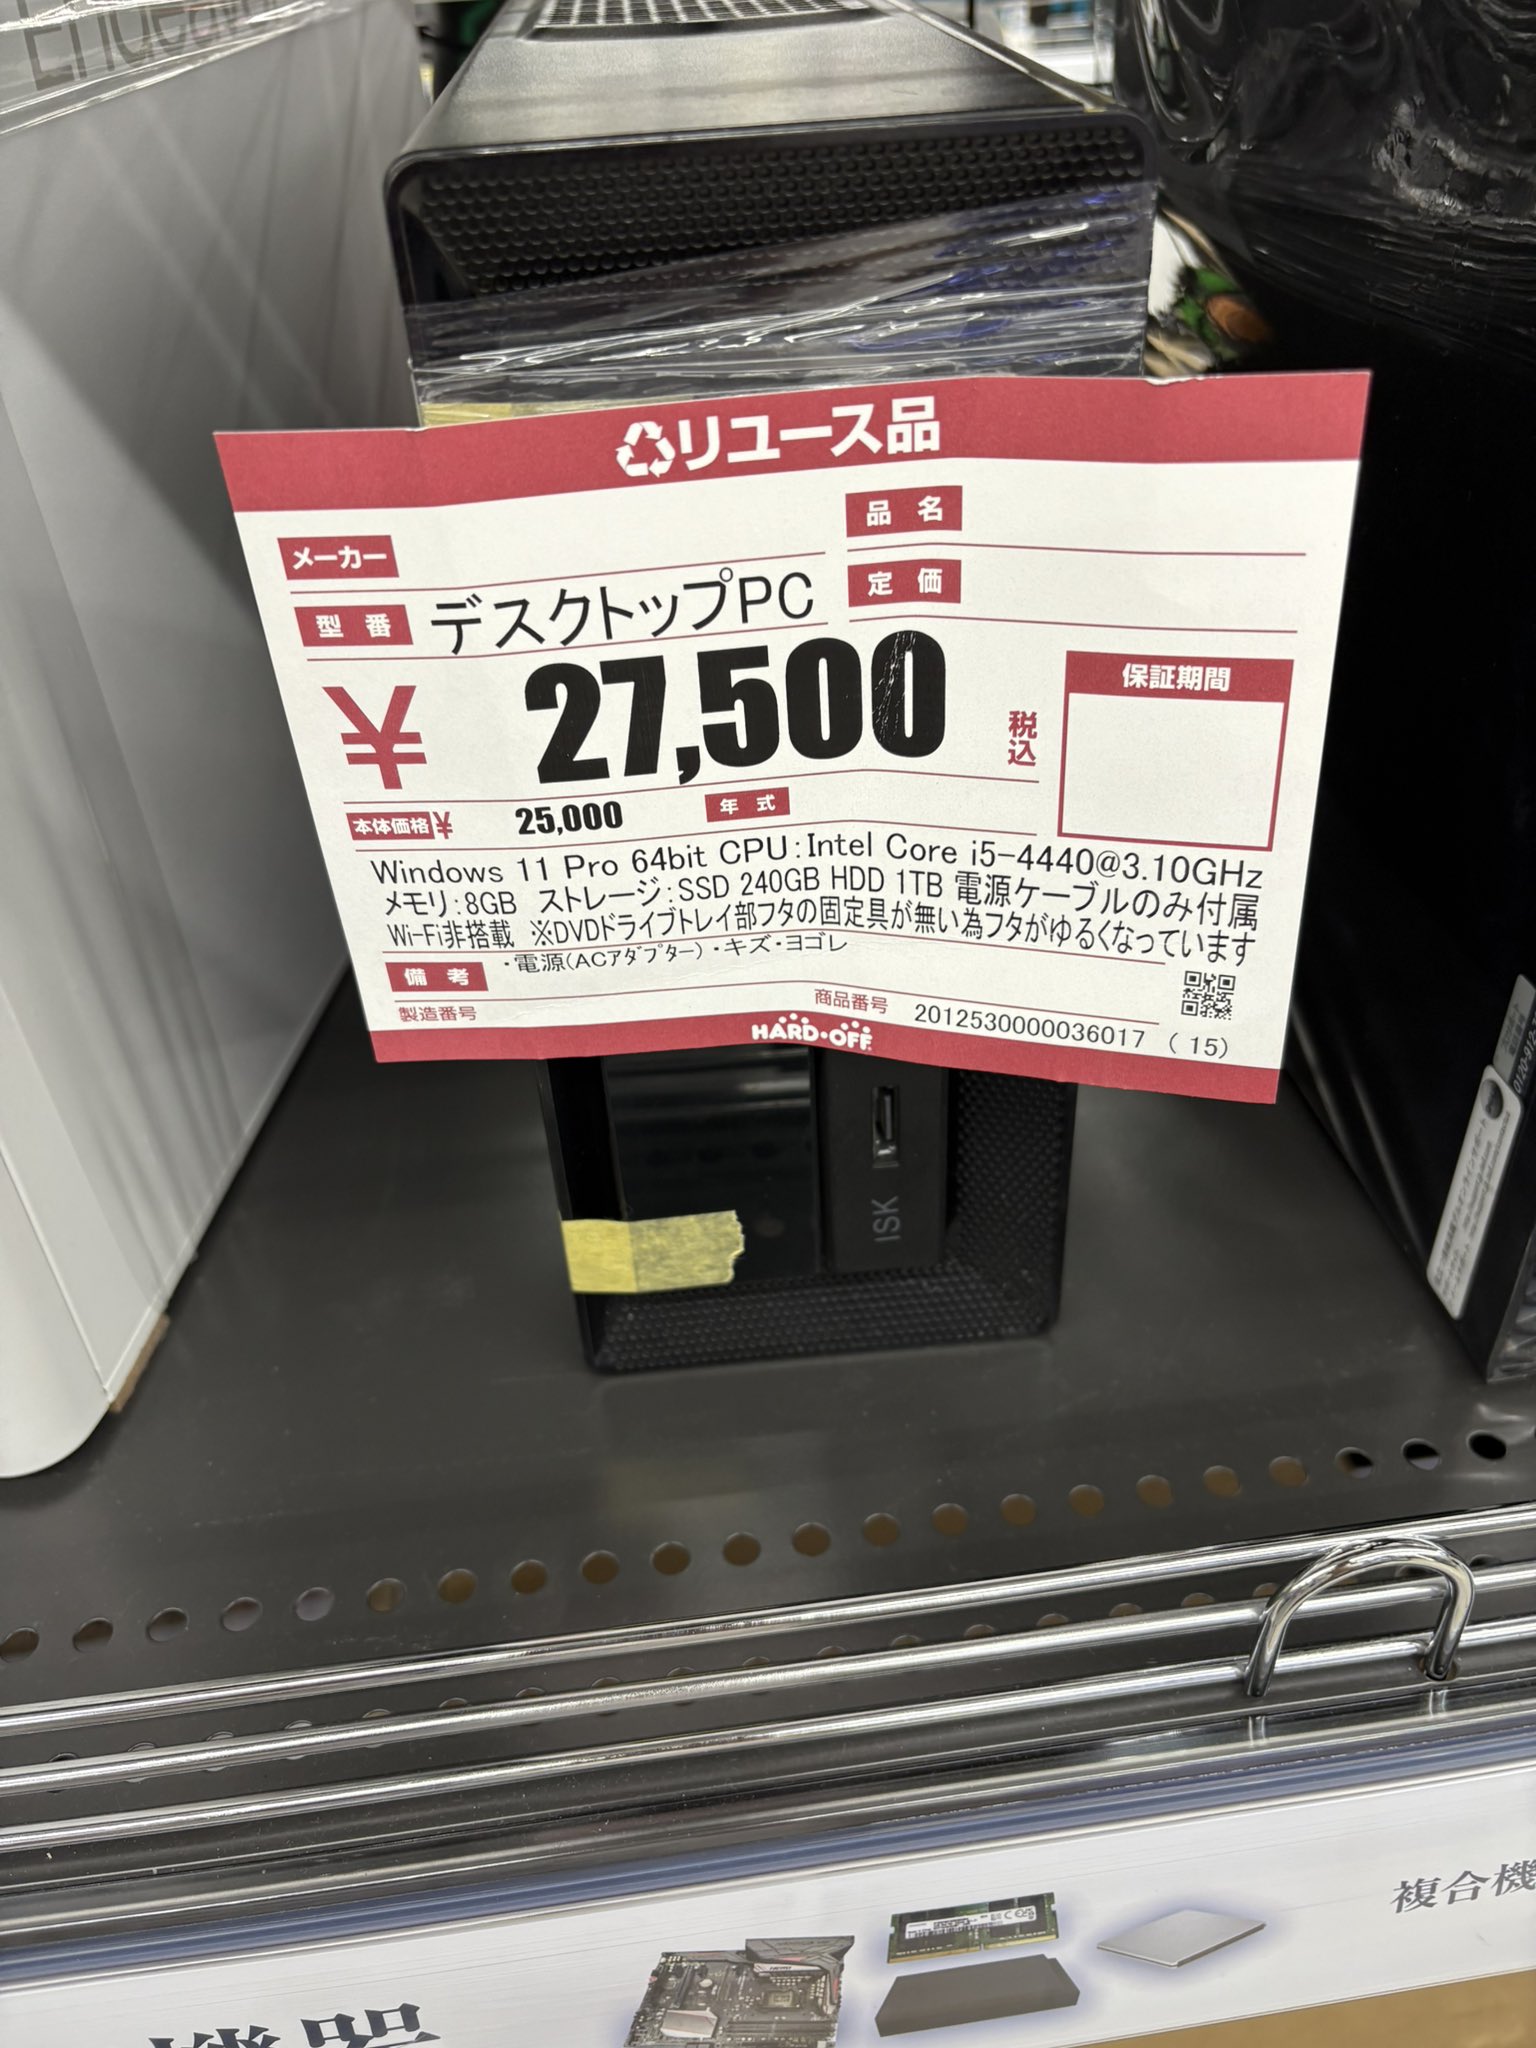 リユース品
メーカー
品名
型番 デスクトップPC
定価
¥ 27,500 税込
保証期間
本体価格¥ 25,000
年式
Windows 11 Pro 64bit CPU:Intel Core i5-4440@3.10GHz
メモリ:8GB ストレージ:SSD 240GB HDD 1TB 電源ケーブルのみ付属
Wi-Fi非搭載 ※DVDドライブトレイ部フタの固定具が無い為フタがゆるくなっています
備考 ・電源(ACアダプター)・キズ・ヨゴレ
製造番号
商品番号 2012530000036017 (15)
HARD・OFF
ISK
複合機
機器